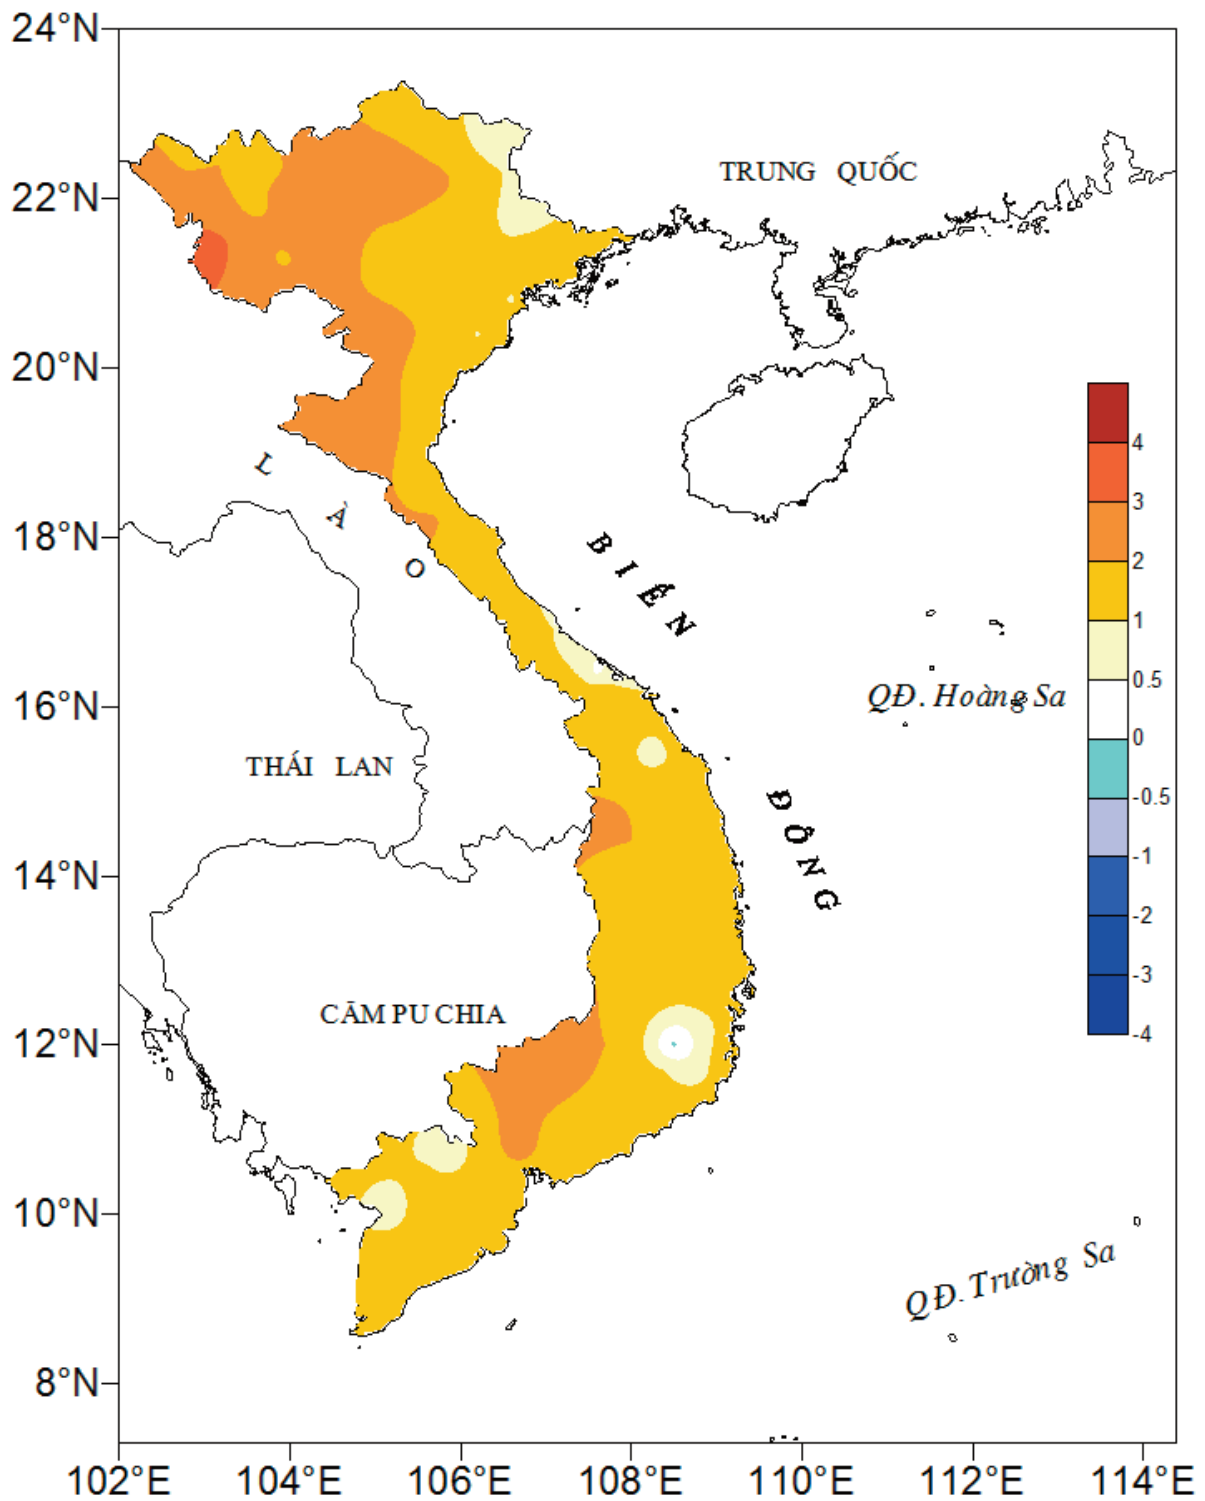 24°N
22°N
20°N
18°N
16°N
14°N
12°N
10°N
8°N
102°E
104°E
106°E
108°E
110°E
112°E
114°E
TRUNG QUỐC
LÀO
BIỂN
ĐÔNG
QĐ. Hoàng Sa
THÁI LAN
CĂM PU CHIA
QĐ. Trường Sa
4
3
2
1
0.5
0
-0.5
-1
-2
-3
-4